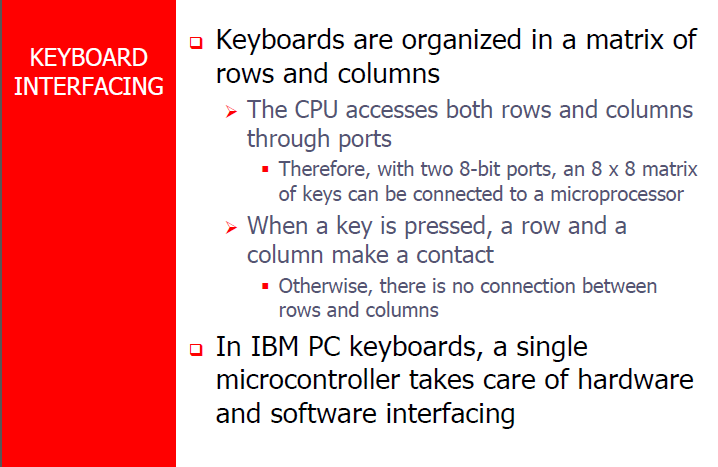 KEYBOARD
INTERFACING
Keyboards are organized in a matrix of
rows and columns
The CPU accesses both rows and columns
through ports
Therefore, with two 8-bit ports, an 8 x 8 matrix
of keys can be connected to a microprocessor
When a key is pressed, a row and a
column make a contact
Otherwise, there is no connection between
rows and columns
In IBM PC keyboards, a single
microcontroller takes care of hardware
and software interfacing